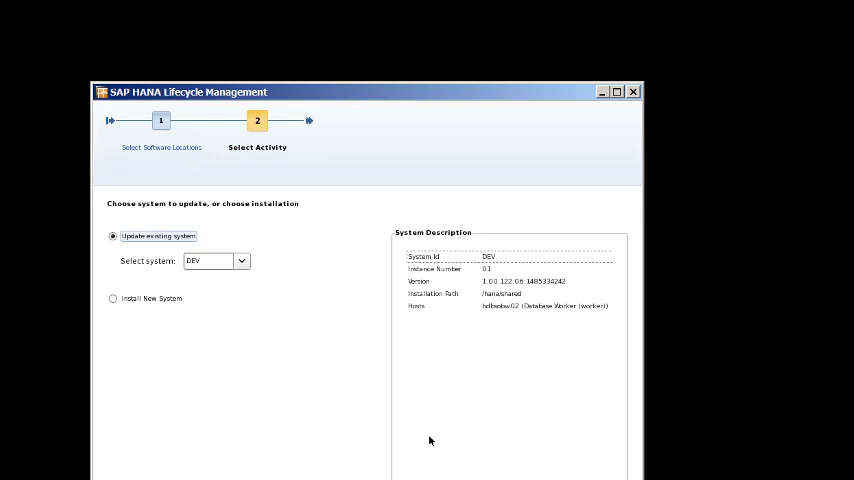 SAP HANA Lifecycle Management
1 2
Select Software Locations Select Activity
Choose system to update, or choose installation
Update existing system
Select system: DEV
Install New System
System Description
System Id DEV
Instance Number 01
Version 1.00.122.06.1485334242
Installation Path /hana/shared
Hosts hdbsobw02 (Database Worker (worker))